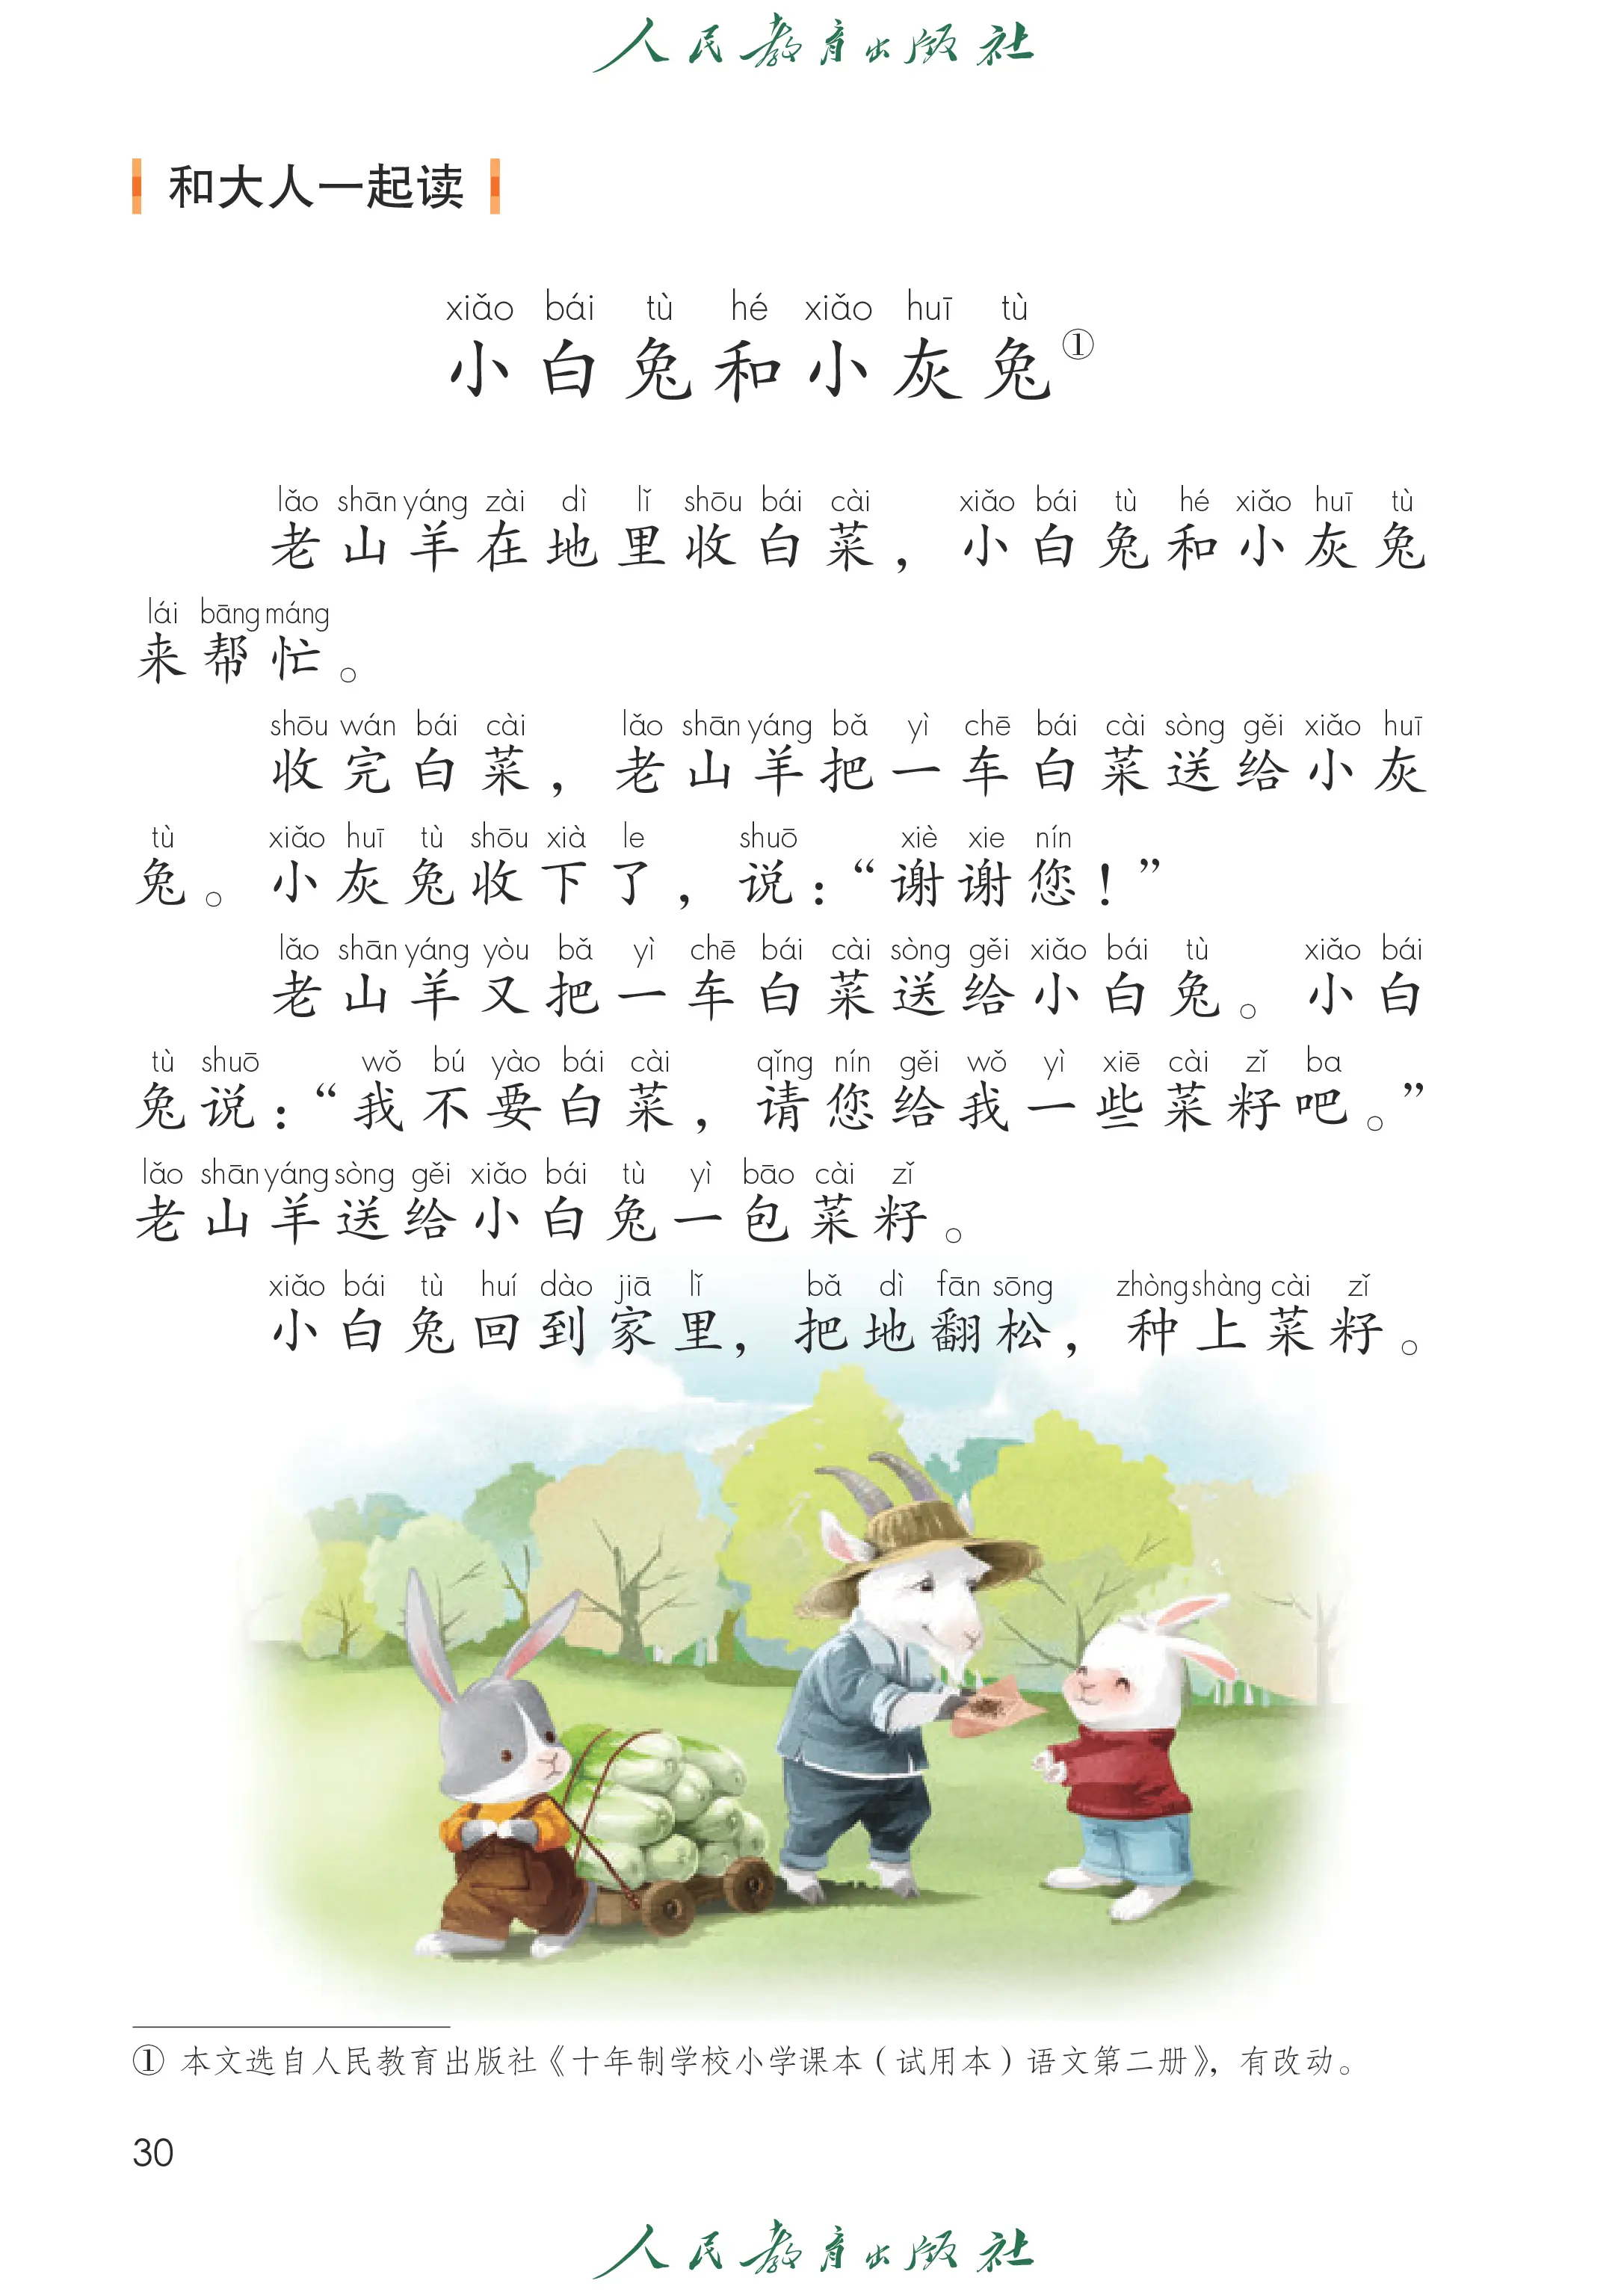 人民教育出版社
和大人一起读
xiǎo bái tù hé xiǎo huī tù
小白兔和小灰兔①
lǎo shān yáng zài dì lǐ shōu bái cài xiǎo bái tù hé xiǎo huī tù
老山羊在地里收白菜，小白兔和小灰兔
lái bāng máng
来帮忙。
shōu wán bái cài lǎo shān yáng bǎ yì chē bái cài sòng gěi xiǎo huī
收完白菜，老山羊把一车白菜送给小灰
tù xiǎo huī tù shōu xià le shuō xiè xie nín
兔。小灰兔收下了，说：“谢谢您！”
lǎo shān yáng yòu bǎ yì chē bái cài sòng gěi xiǎo bái tù xiǎo bái
老山羊又把一车白菜送给小白兔。小白
tù shuō wǒ bú yào bái cài qǐng nín gěi wǒ yì xiē cài zǐ ba
兔说：“我不要白菜，请您给我一些菜籽吧。”
lǎo shān yáng sòng gěi xiǎo bái tù yì bāo cài zǐ
老山羊送给小白兔一包菜籽。
xiǎo bái tù huí dào jiā lǐ bǎ dì fān sōng zhòng shàng cài zǐ
小白兔回到家里，把地翻松，种上菜籽。
① 本文选自人民教育出版社《十年制学校小学课本（试用本）语文第二册》，有改动。
30
人民教育出版社